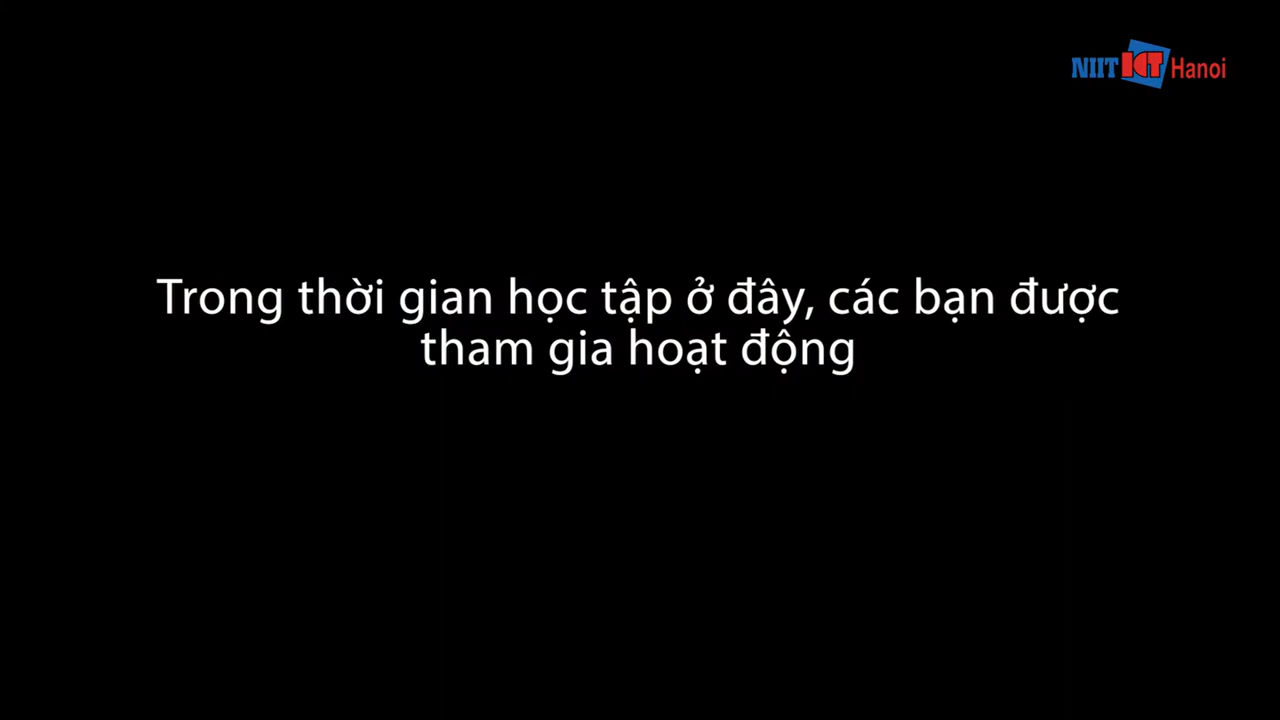 NIIT ICT Hanoi
Trong thời gian học tập ở đây, các bạn được
tham gia hoạt động